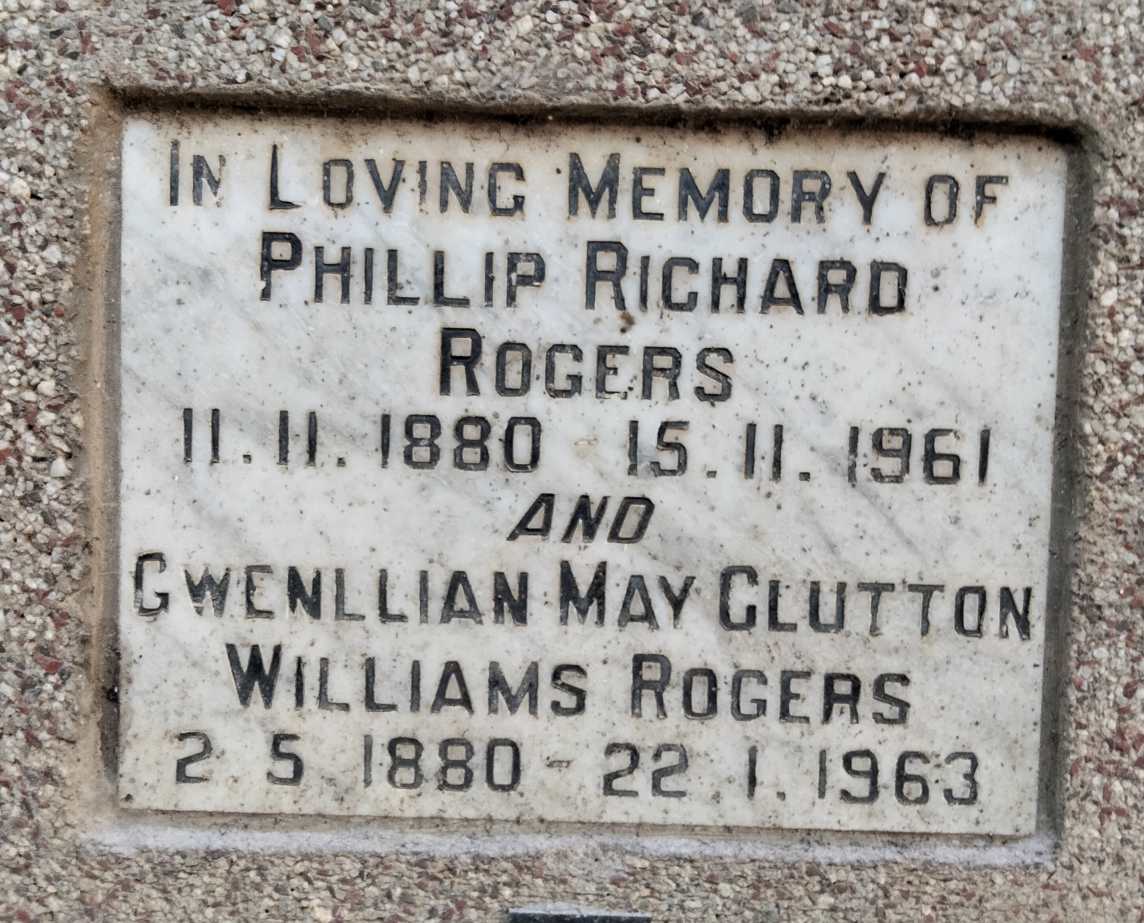 IN LOVING MEMORY OF
PHILLIP RICHARD
ROGERS
11.11.1880 - 15.11.1961
AND
GWENLLIAN MAY CLUTTON
WILLIAMS ROGERS
2 5 1880 - 22.1.1963